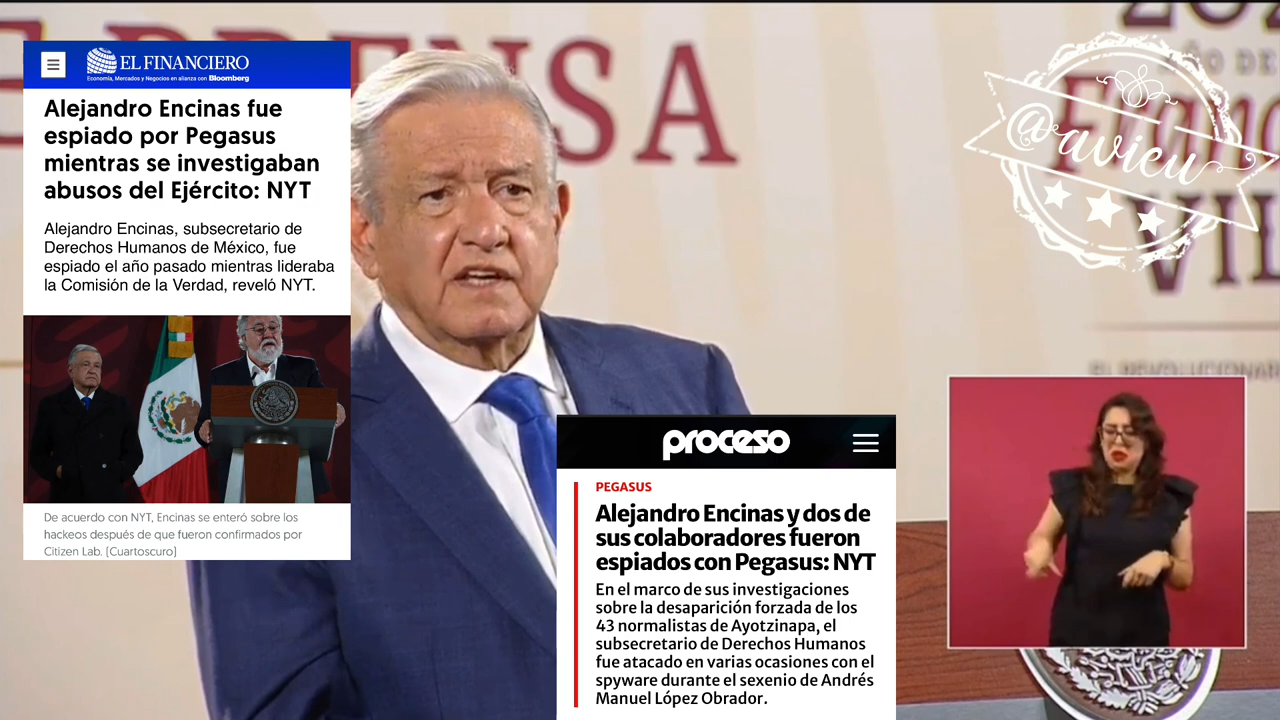 EL FINANCIERO
Economía, Mercados y Negocios en alianza con Bloomberg
Alejandro Encinas fue
espiado por Pegasus
mientras se investigaban
abusos del Ejército: NYT
Alejandro Encinas, subsecretario de
Derechos Humanos de México, fue
espiado el año pasado mientras lideraba
la Comisión de la Verdad, reveló NYT.
De acuerdo con NYT, Encinas se enteró sobre los
hackeos después de que fueron confirmados por
Citizen Lab. [Cuartoscuro]
proceso
PEGASUS
Alejandro Encinas y dos de
sus colaboradores fueron
espiados con Pegasus: NYT
En el marco de sus investigaciones
sobre la desaparición forzada de los
43 normalistas de Ayotzinapa, el
subsecretario de Derechos Humanos
fue atacado en varias ocasiones con el
spyware durante el sexenio de Andrés
Manuel López Obrador.
@avieu